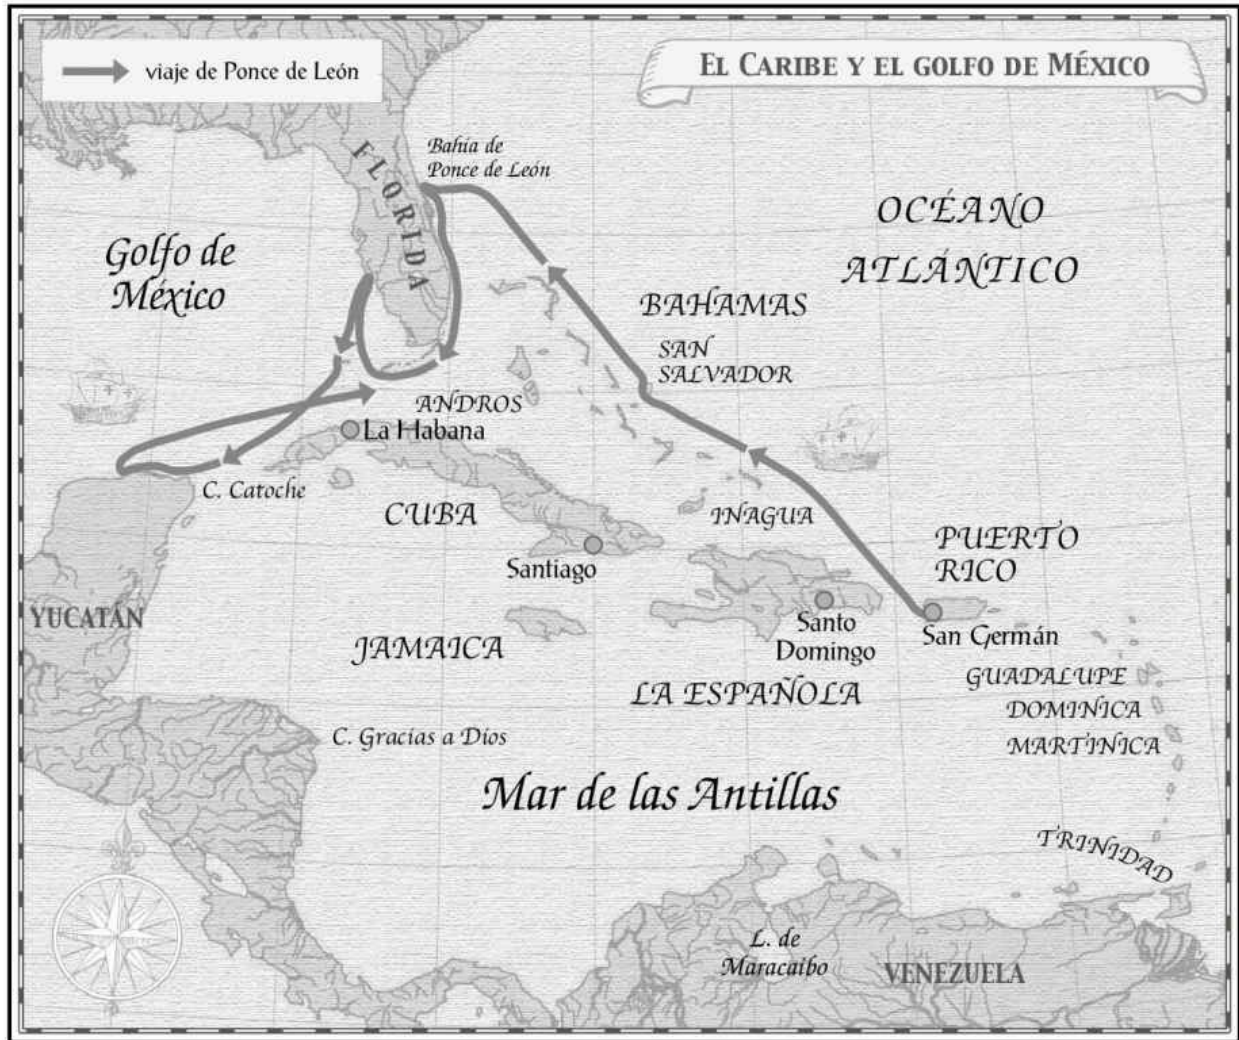 viaje de Ponce de León
EL CARIBE Y EL GOLFO DE MÉXICO
Bahía de
Ponce de León
FLORIDA
OCÉANO
ATLÁNTICO
Golfo de
México
BAHAMAS
SAN
SALVADOR
ANDROS
La Habana
C. Catoche
CUBA
INAGUA
PUERTO
RICO
Santiago
YUCATÁN
Santo
Domingo
San Germán
JAMAICA
GUADALUPE
LA ESPAÑOLA
DOMINICA
C. Gracias a Dios
MARTINICA
Mar de las Antillas
TRINIDAD
L. de
Maracaibo
VENEZUELA